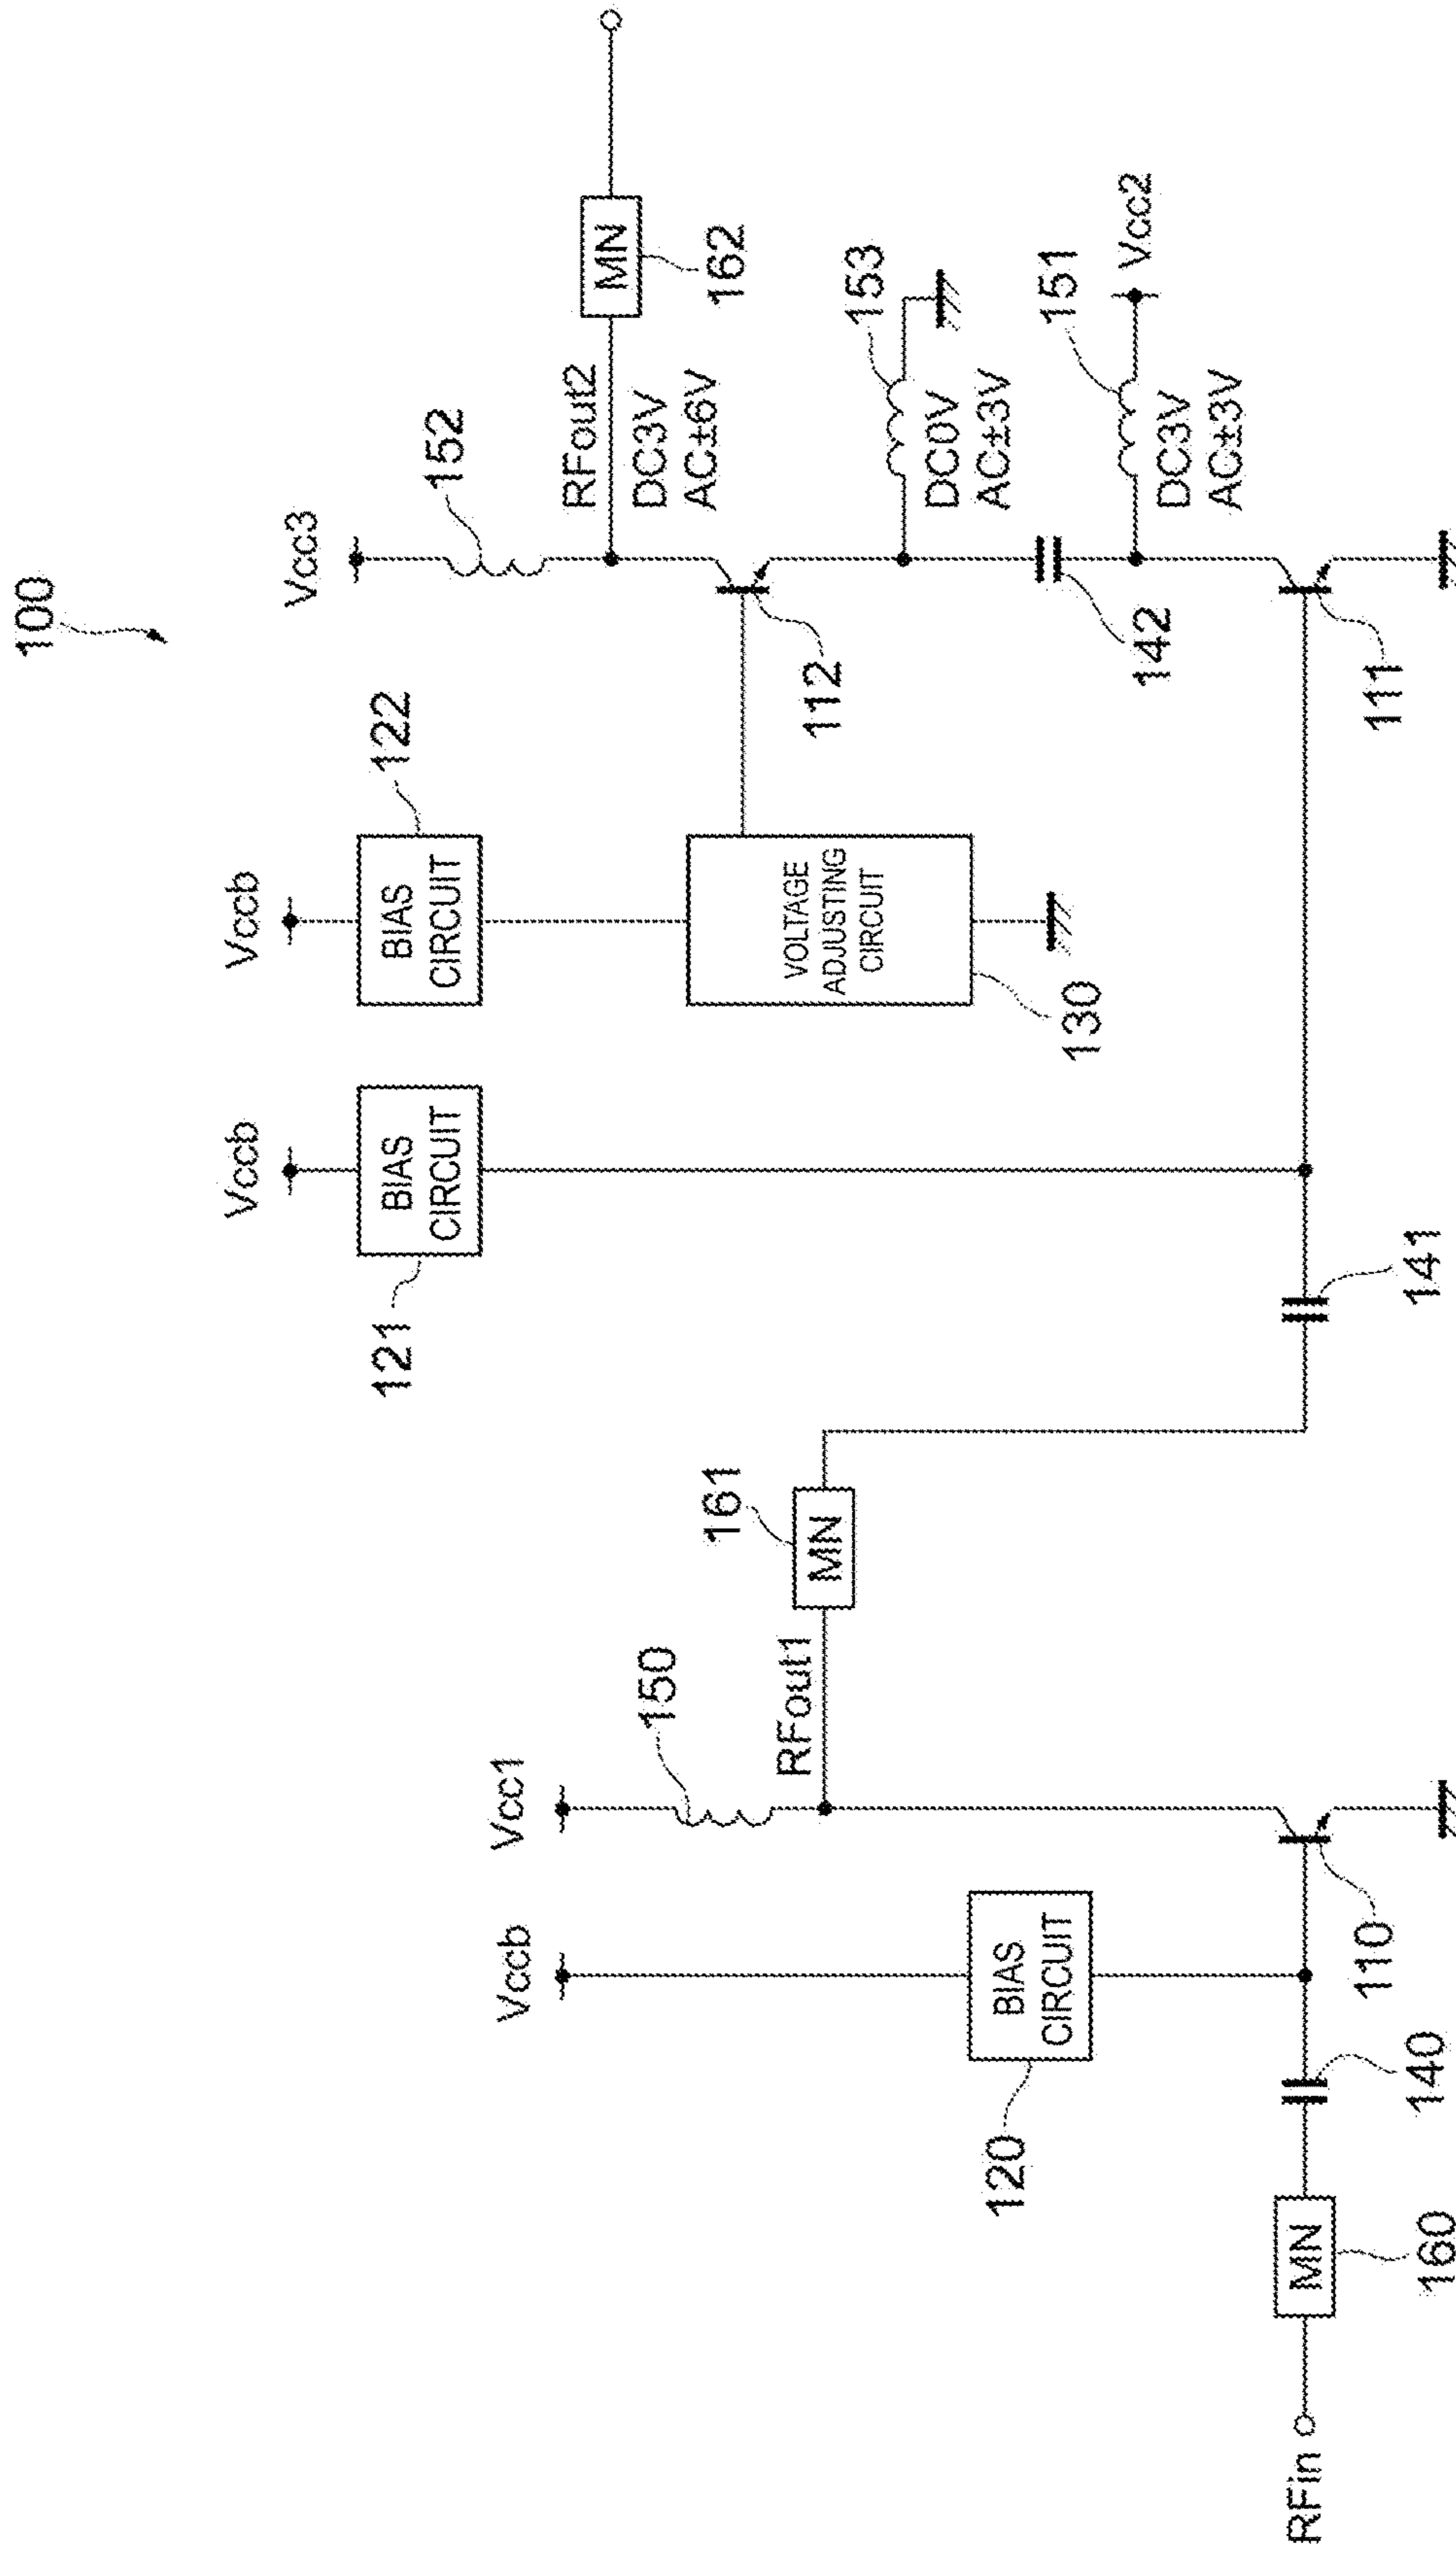 100
Vcc3
152
RFout2
DC3V
AC±6V
MN
162
Vccb
BIAS
CIRCUIT
121
Vccb
BIAS
CIRCUIT
122
VOLTAGE
ADJUSTING
CIRCUIT
130
112
DC0V
AC±3V
153
142
DC3V
AC±3V
151
Vcc2
111
Vccb
Vcc1
150
RFout1
MN
161
141
BIAS
CIRCUIT
120
110
RFin
MN
160
140